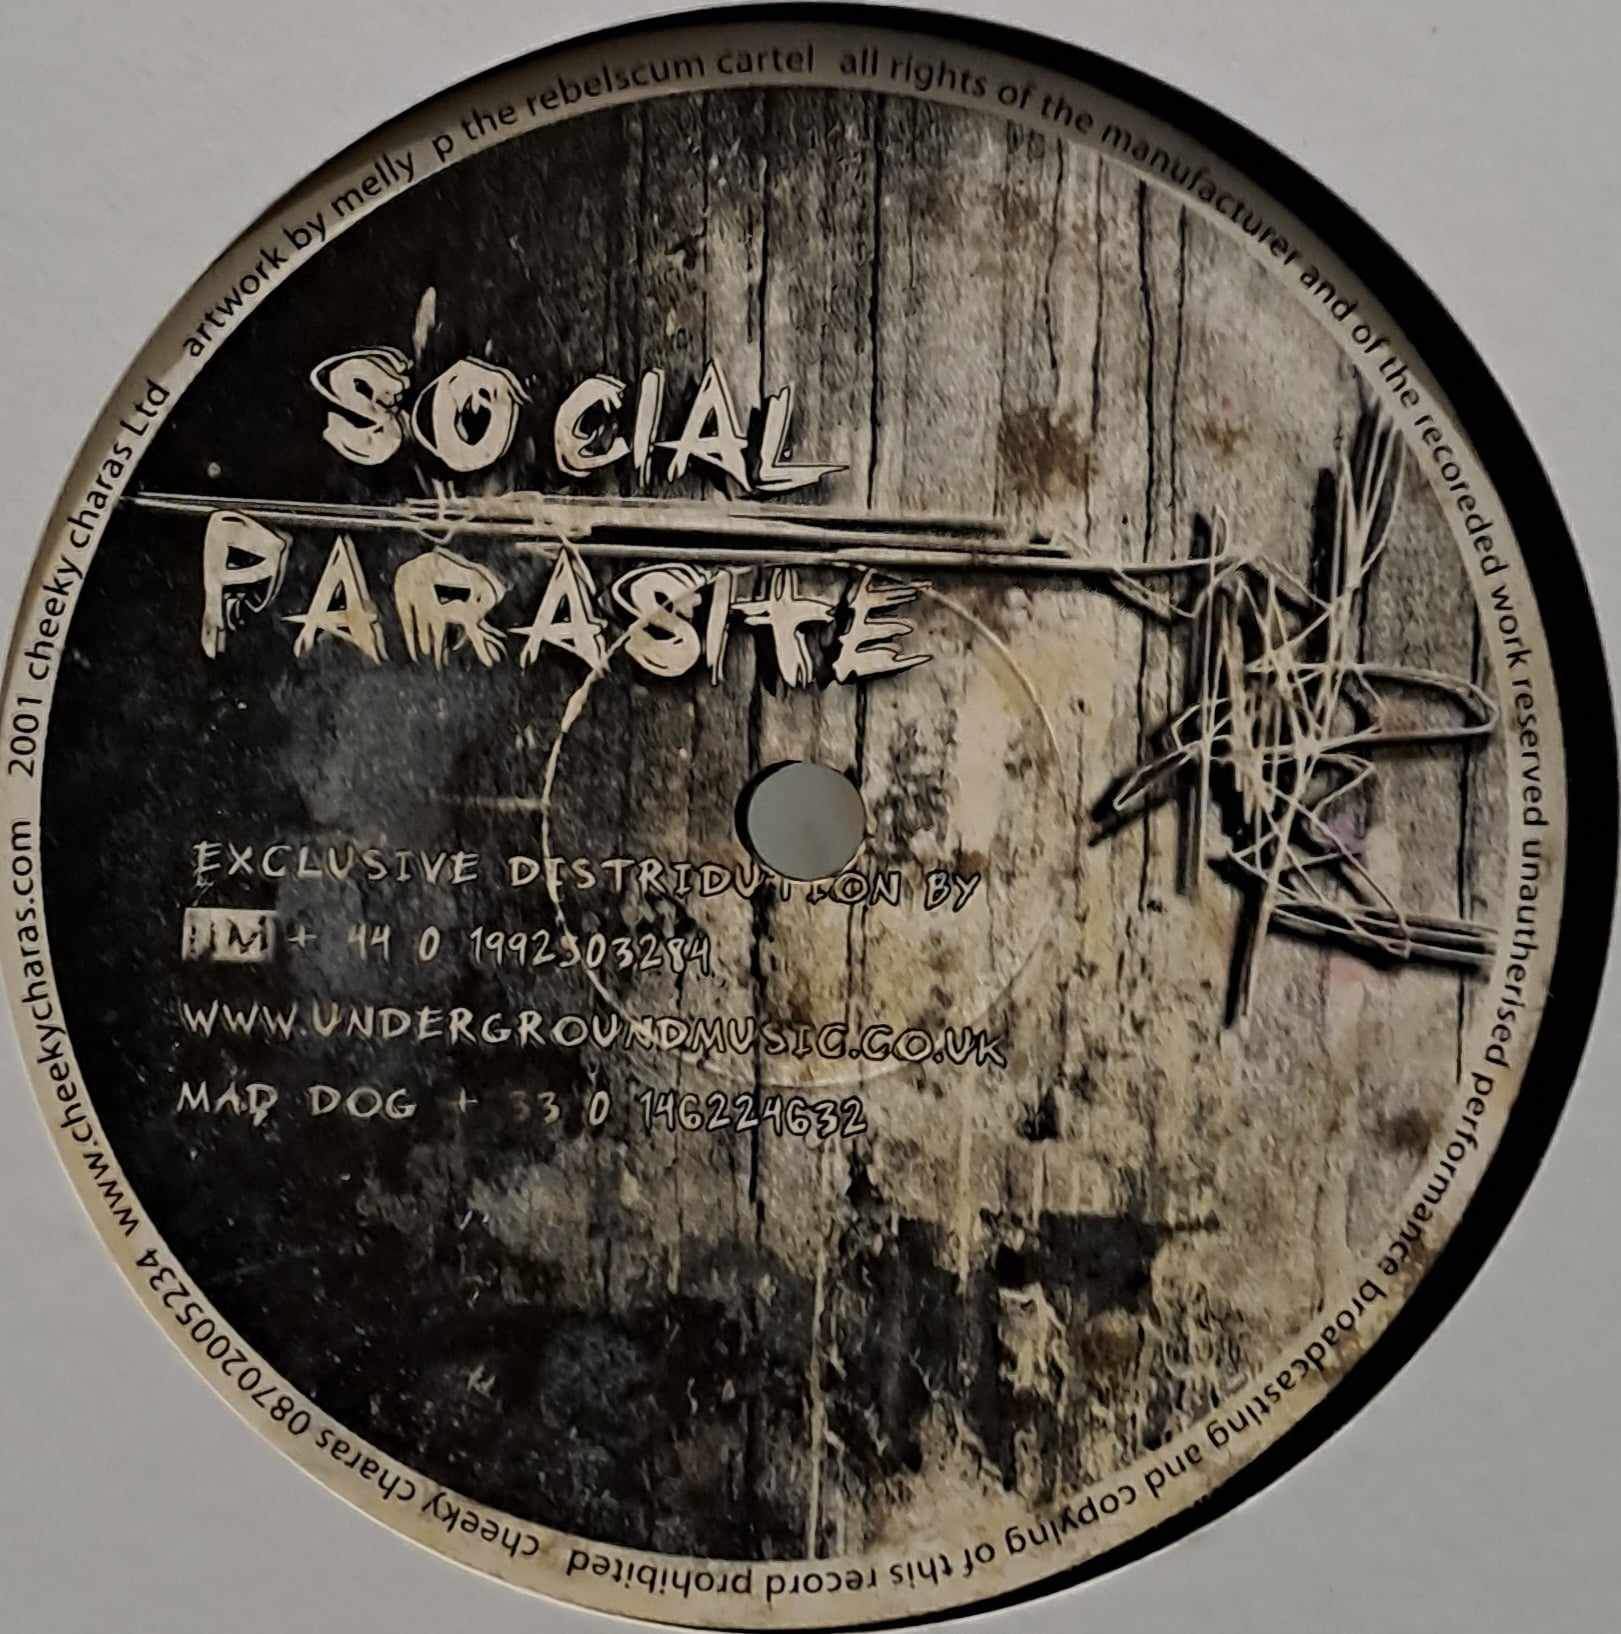 SOCIAL
PARASITE
EXCLUSIVE DISTRIDUTION BY
UM + 44 0 1992303284
WWW.UNDERGROUNDMUSIC.CO.UK
MAD DOG + 33 0 146224632
2001 cheeky charas Ltd artwork by melly p the rebelscum cartel all rights of the manufacturer and of the recoreded work reserved unautherised performance broadcasting and copying of this record prohibited cheeky charas 08702005234 www.cheekycharas.com